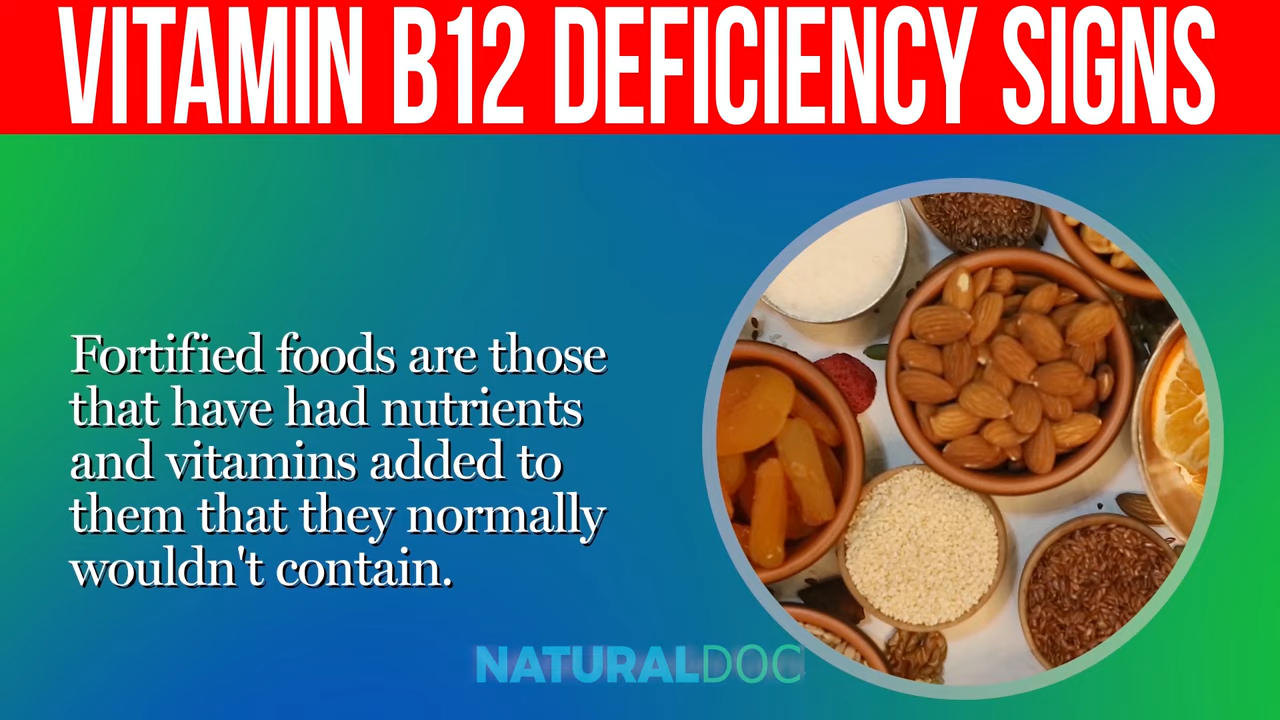 VITAMIN B12 DEFICIENCY SIGNS
Fortified foods are those
that have had nutrients
and vitamins added to
them that they normally
wouldn't contain.
NATURALDOC